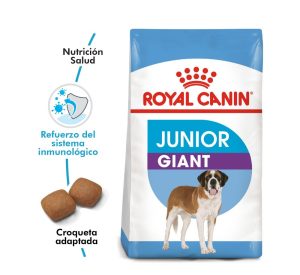 Nutrición
Salud
Refuerzo del
sistema
inmunológico
Croqueta
adaptada
ROYAL CANIN
JUNIOR
GIANT